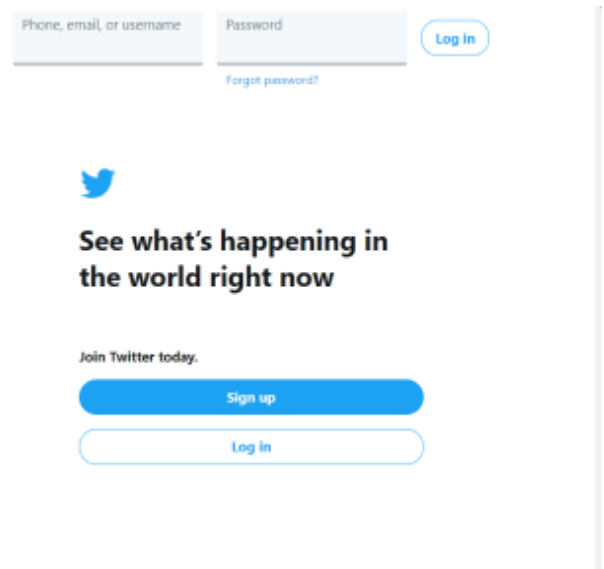 Phone, email, or username
Password
Log in
Forgot password?
See what's happening in
the world right now
Join Twitter today.
Sign up
Log in